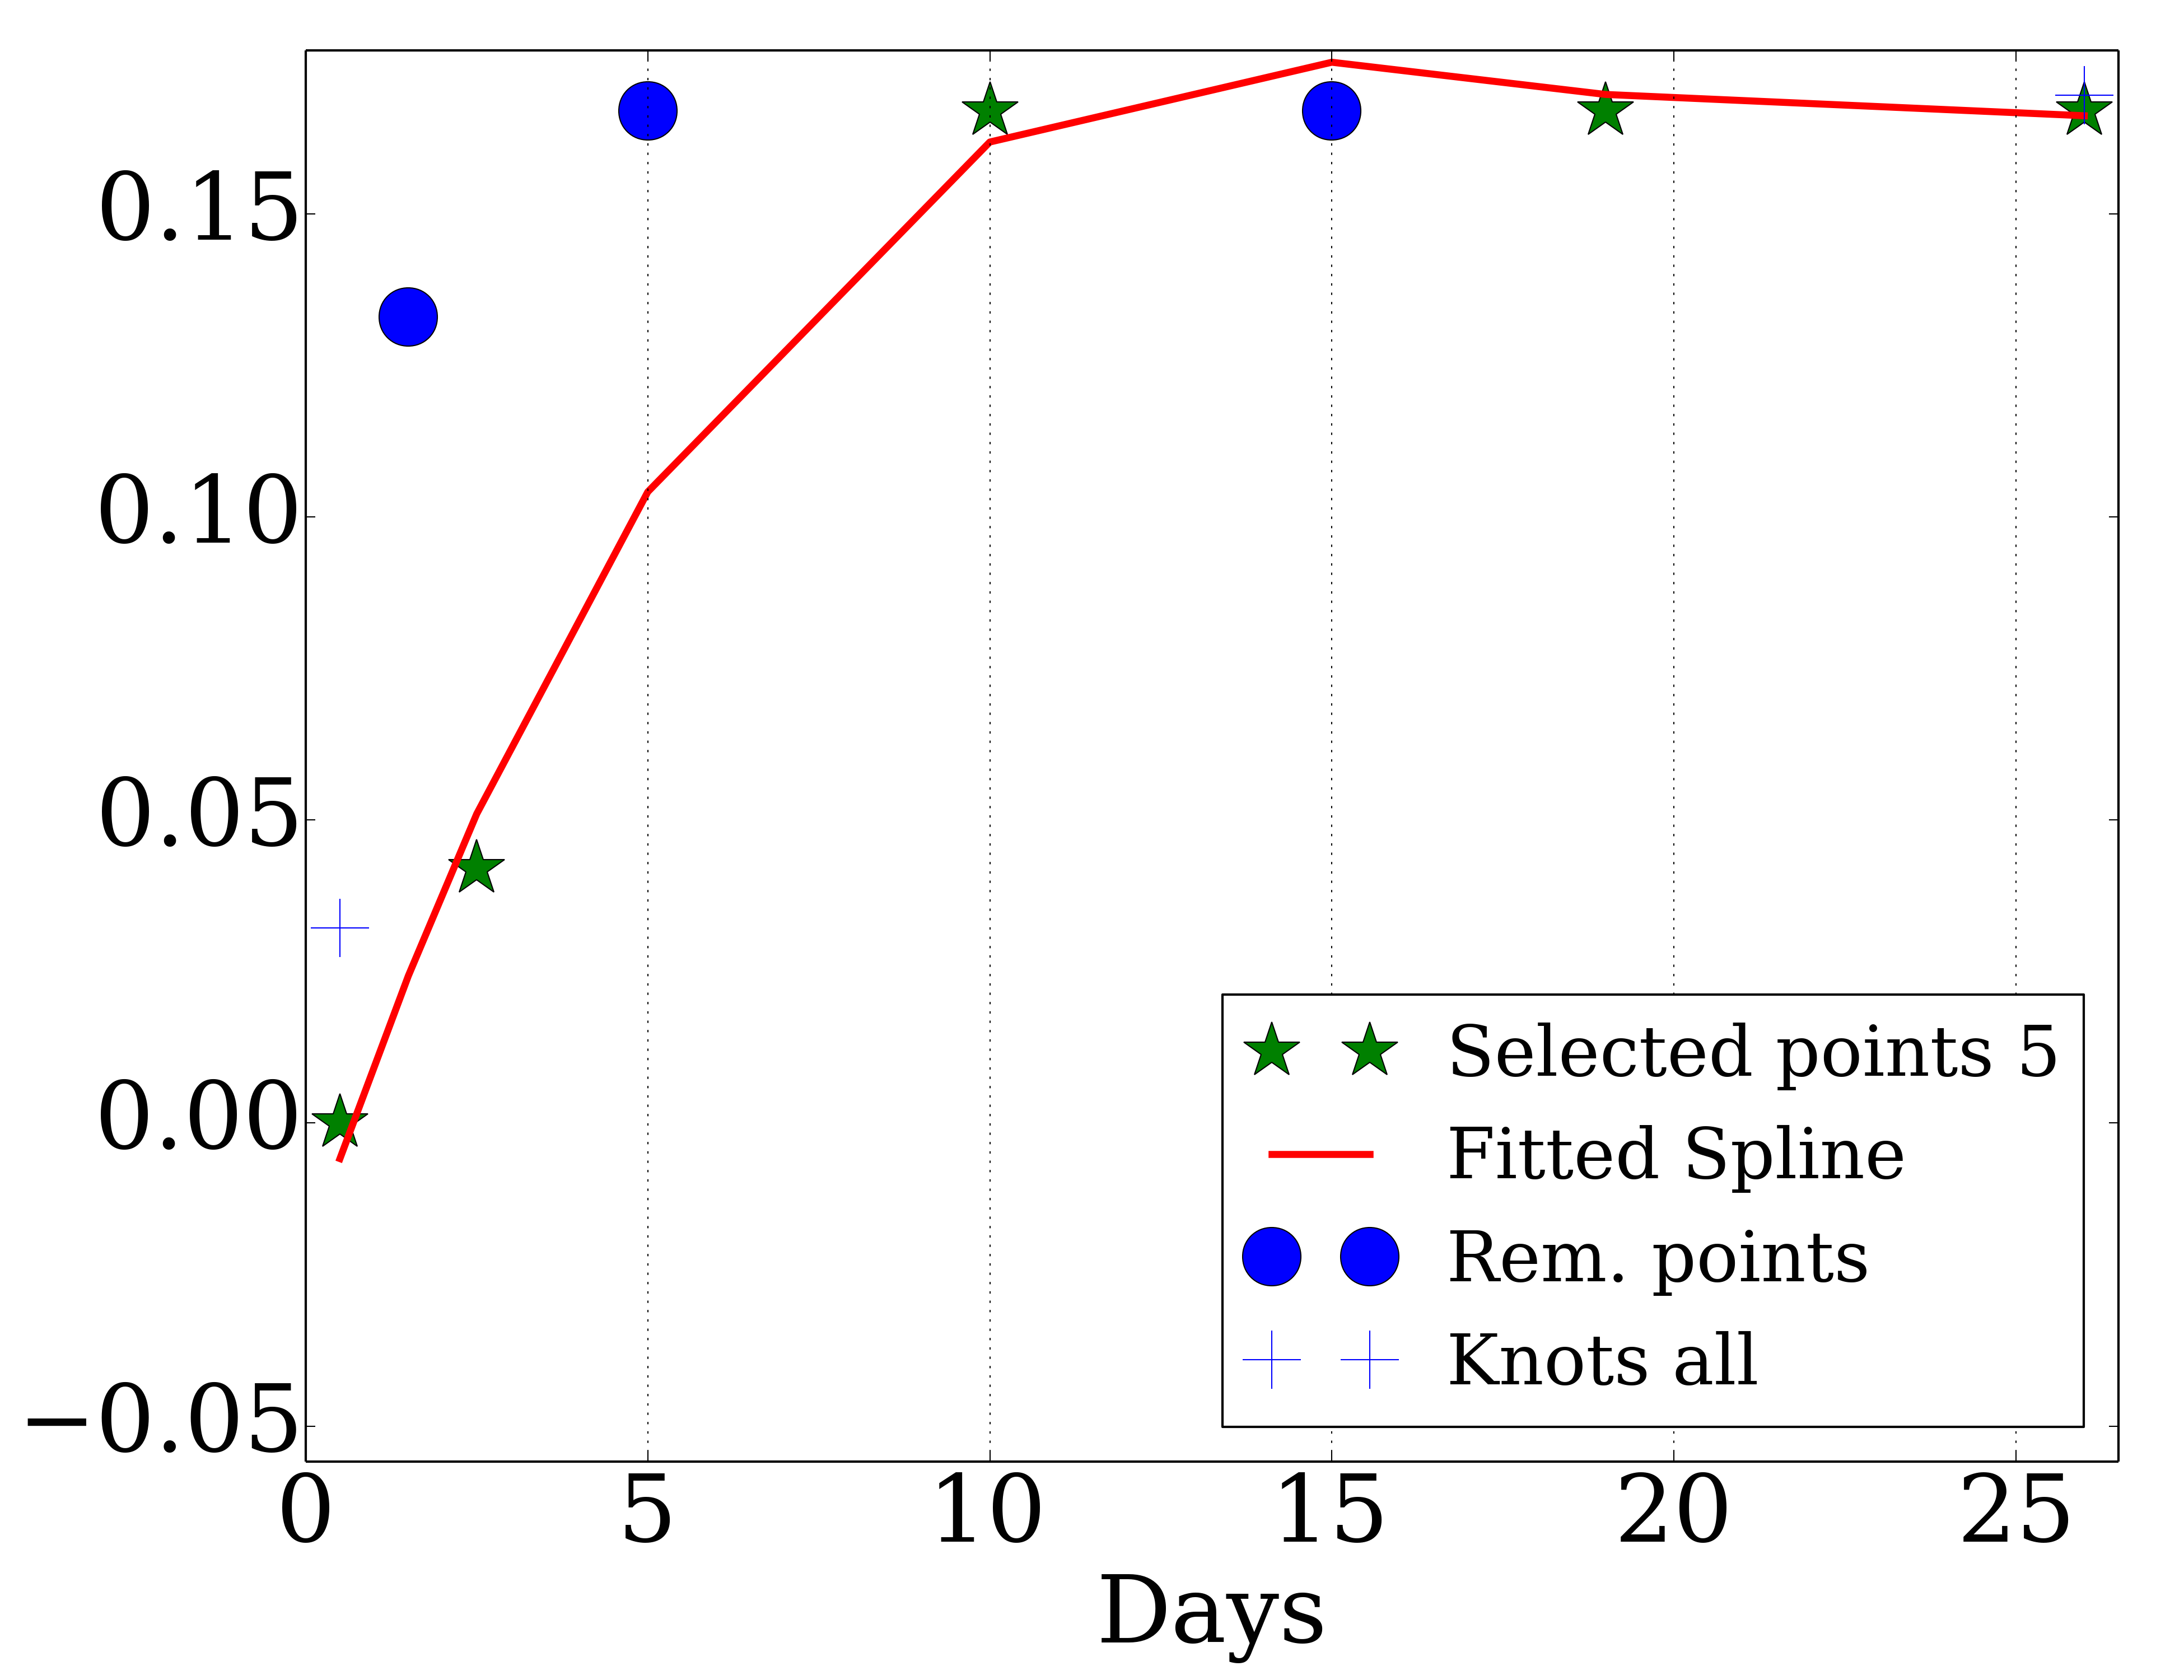 0.15
0.10
0.05
0.00
−0.05
0 5 10 15 20 25
Days
Selected points 5
Fitted Spline
Rem. points
Knots all